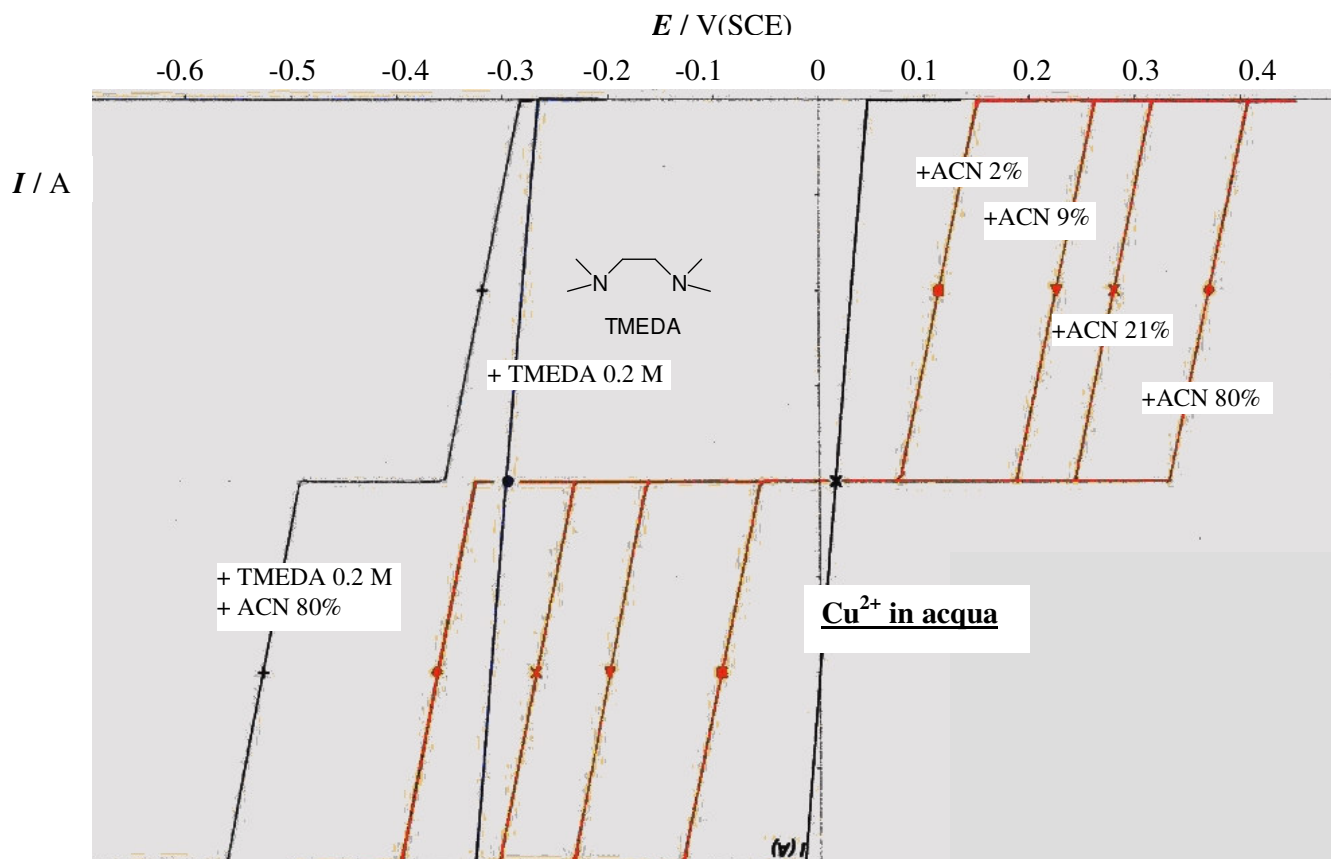 E / V(SCE)
-0.6 -0.5 -0.4 -0.3 -0.2 -0.1 0 0.1 0.2 0.3 0.4
I / A
+ACN 2%
+ACN 9%
N N
TMEDA
+ACN 21%
+ TMEDA 0.2 M
+ACN 80%
+ TMEDA 0.2 M
+ ACN 80%
Cu²⁺ in acqua
I (A)